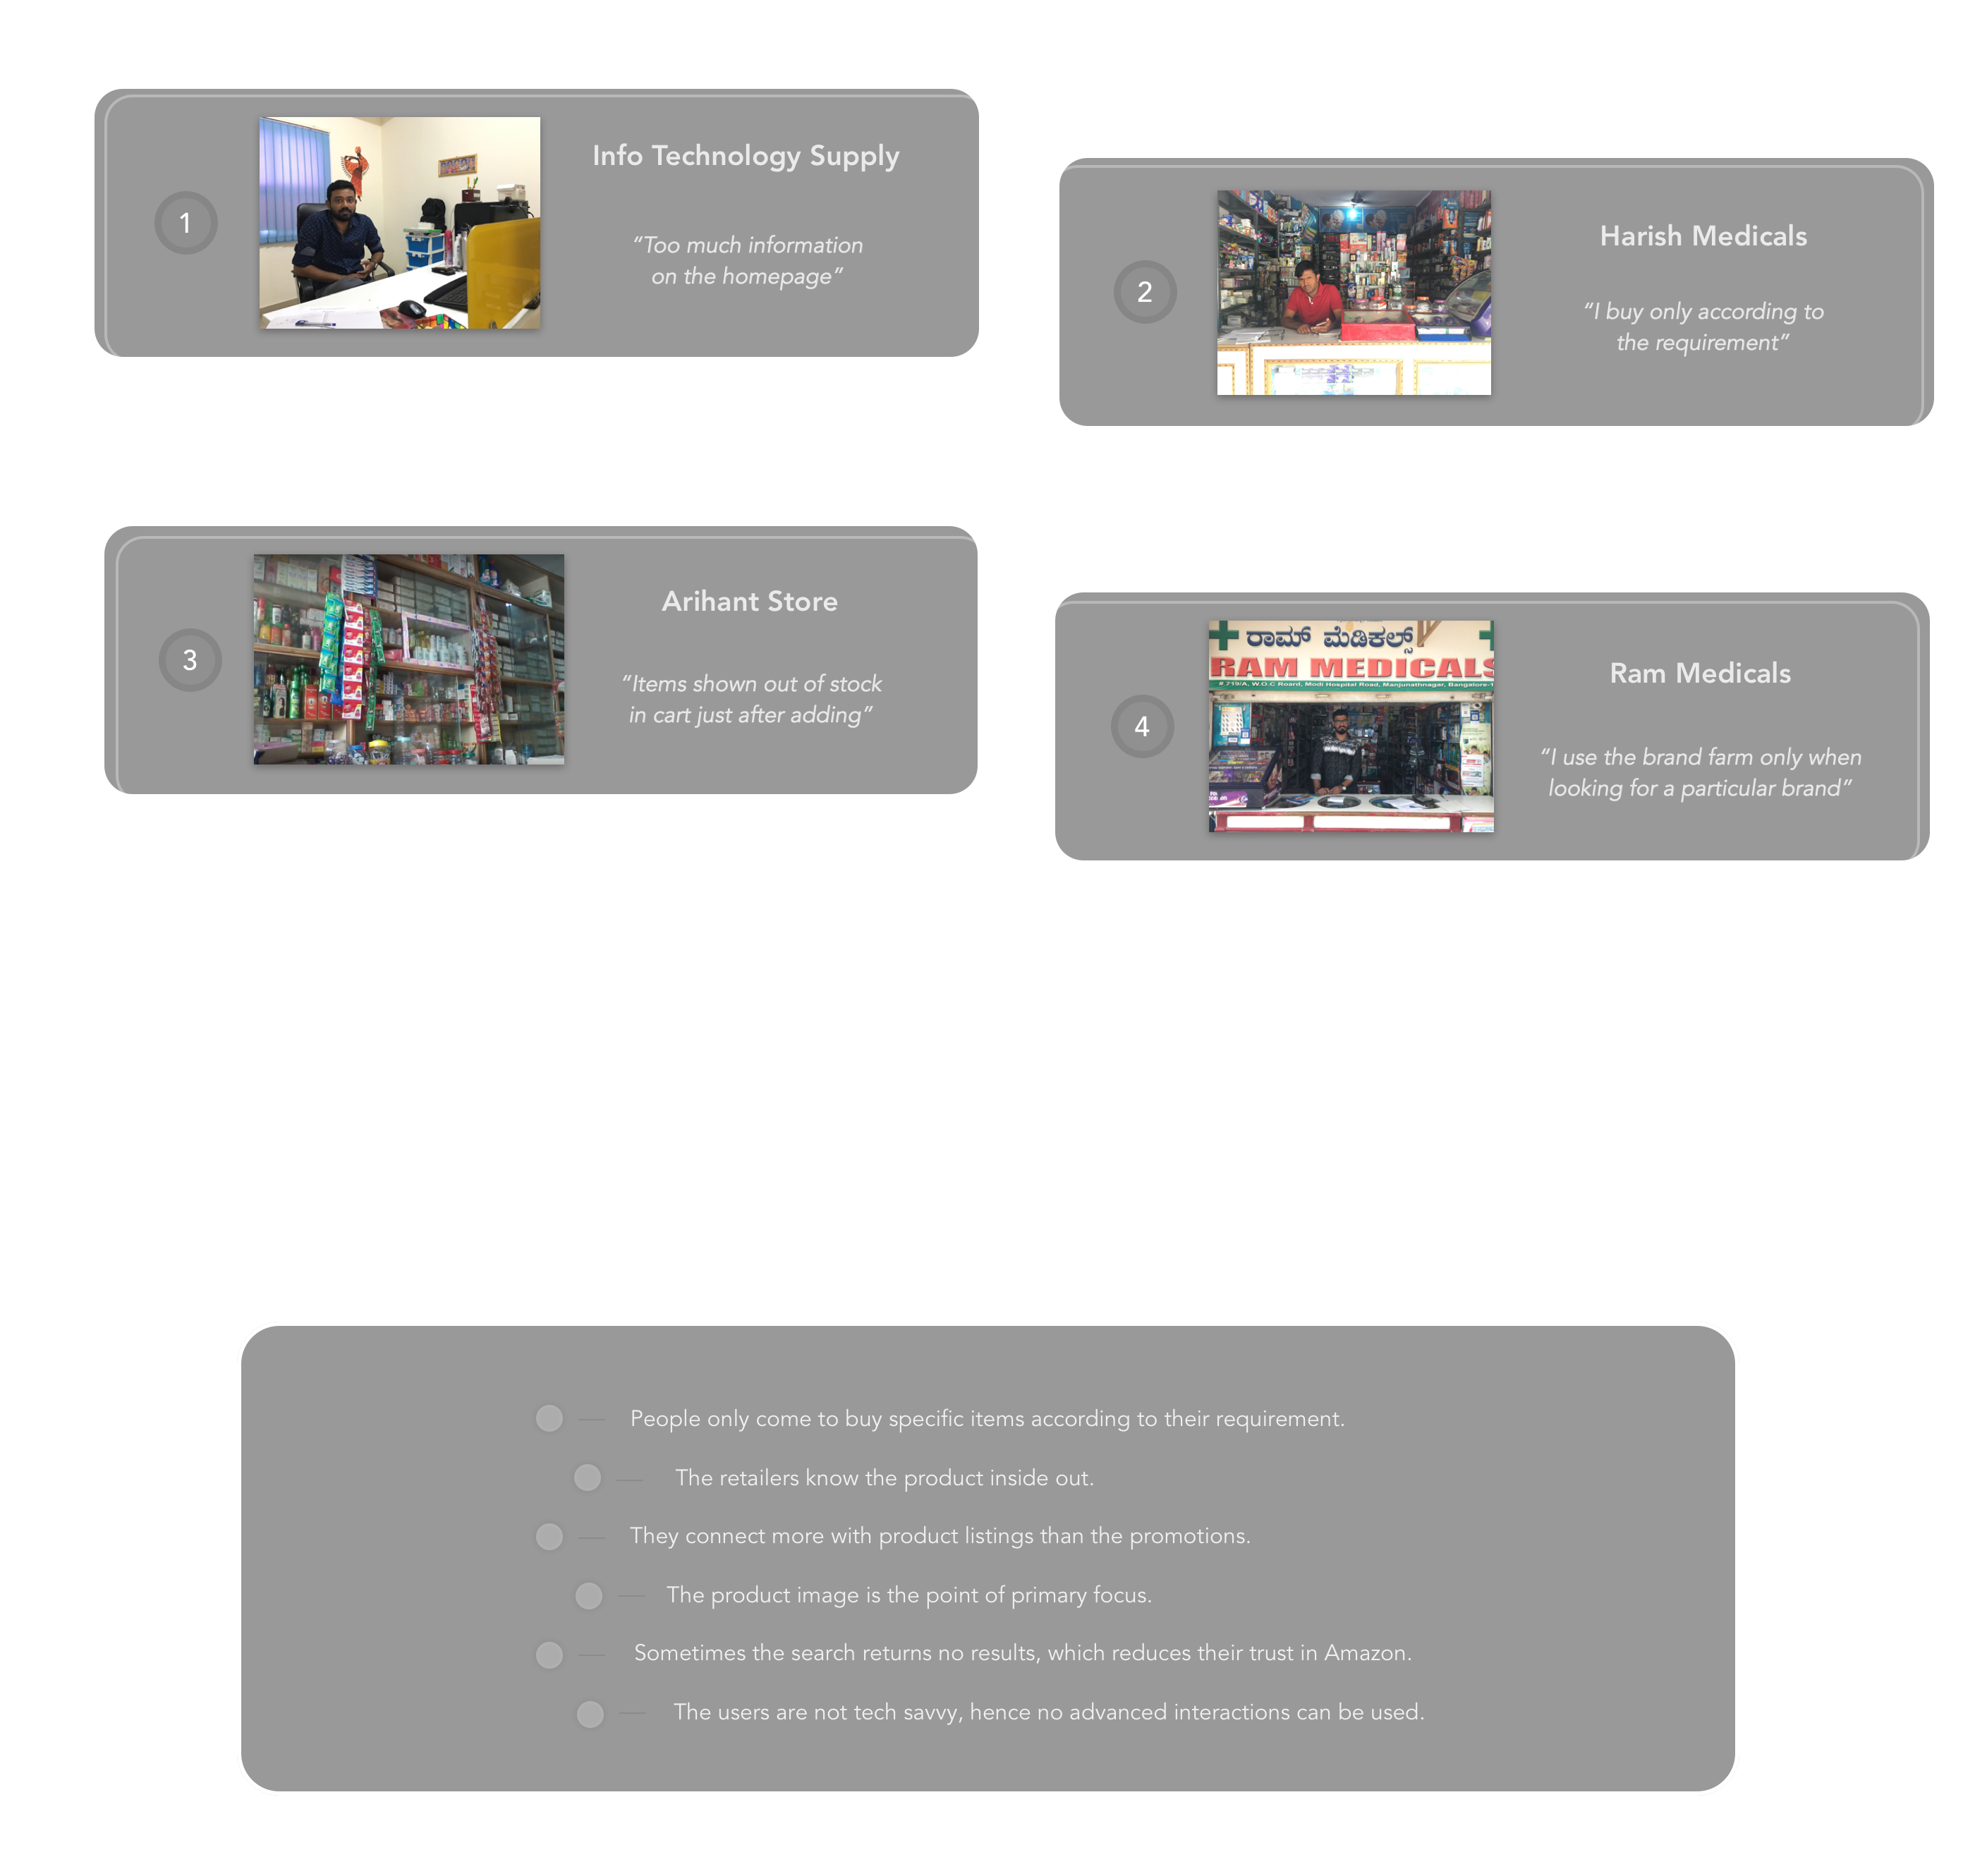 1
Info Technology Supply
“Too much information
on the homepage”
2
Harish Medicals
“I buy only according to
the requirement”
3
Arihant Store
“Items shown out of stock
in cart just after adding”
4
ರಾಮ್ ಮೆಡಿಕಲ್ಸ್
RAM MEDICALS
#,719/A, W.O.C Roard, Modi Hospital Road, Manjunathnagar, Bangalore-1
Ram Medicals
“I use the brand farm only when
looking for a particular brand”
People only come to buy specific items according to their requirement.
The retailers know the product inside out.
They connect more with product listings than the promotions.
The product image is the point of primary focus.
Sometimes the search returns no results, which reduces their trust in Amazon.
The users are not tech savvy, hence no advanced interactions can be used.